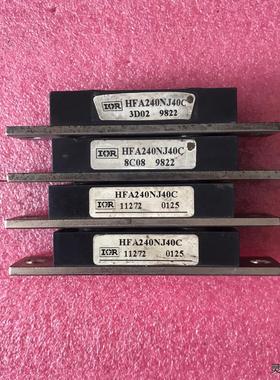 IOR HFA240NJ40C
3D02 9822
IOR HFA240NJ40C
8C08 9822
HFA240NJ40C
IOR 11272 0125
HFA240NJ40C
IOR 11272 0125